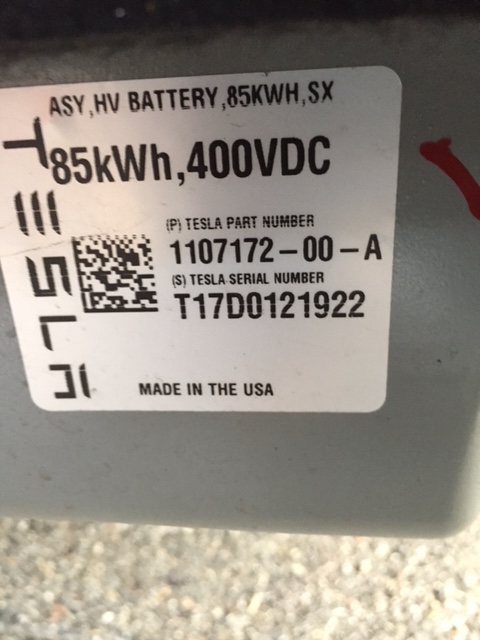 ASY,HV BATTERY,85KWH,SX
85kWh,400VDC
TESLA
(P) TESLA PART NUMBER
1107172-00-A
(S) TESLA SERIAL NUMBER
T17D0121922
MADE IN THE USA